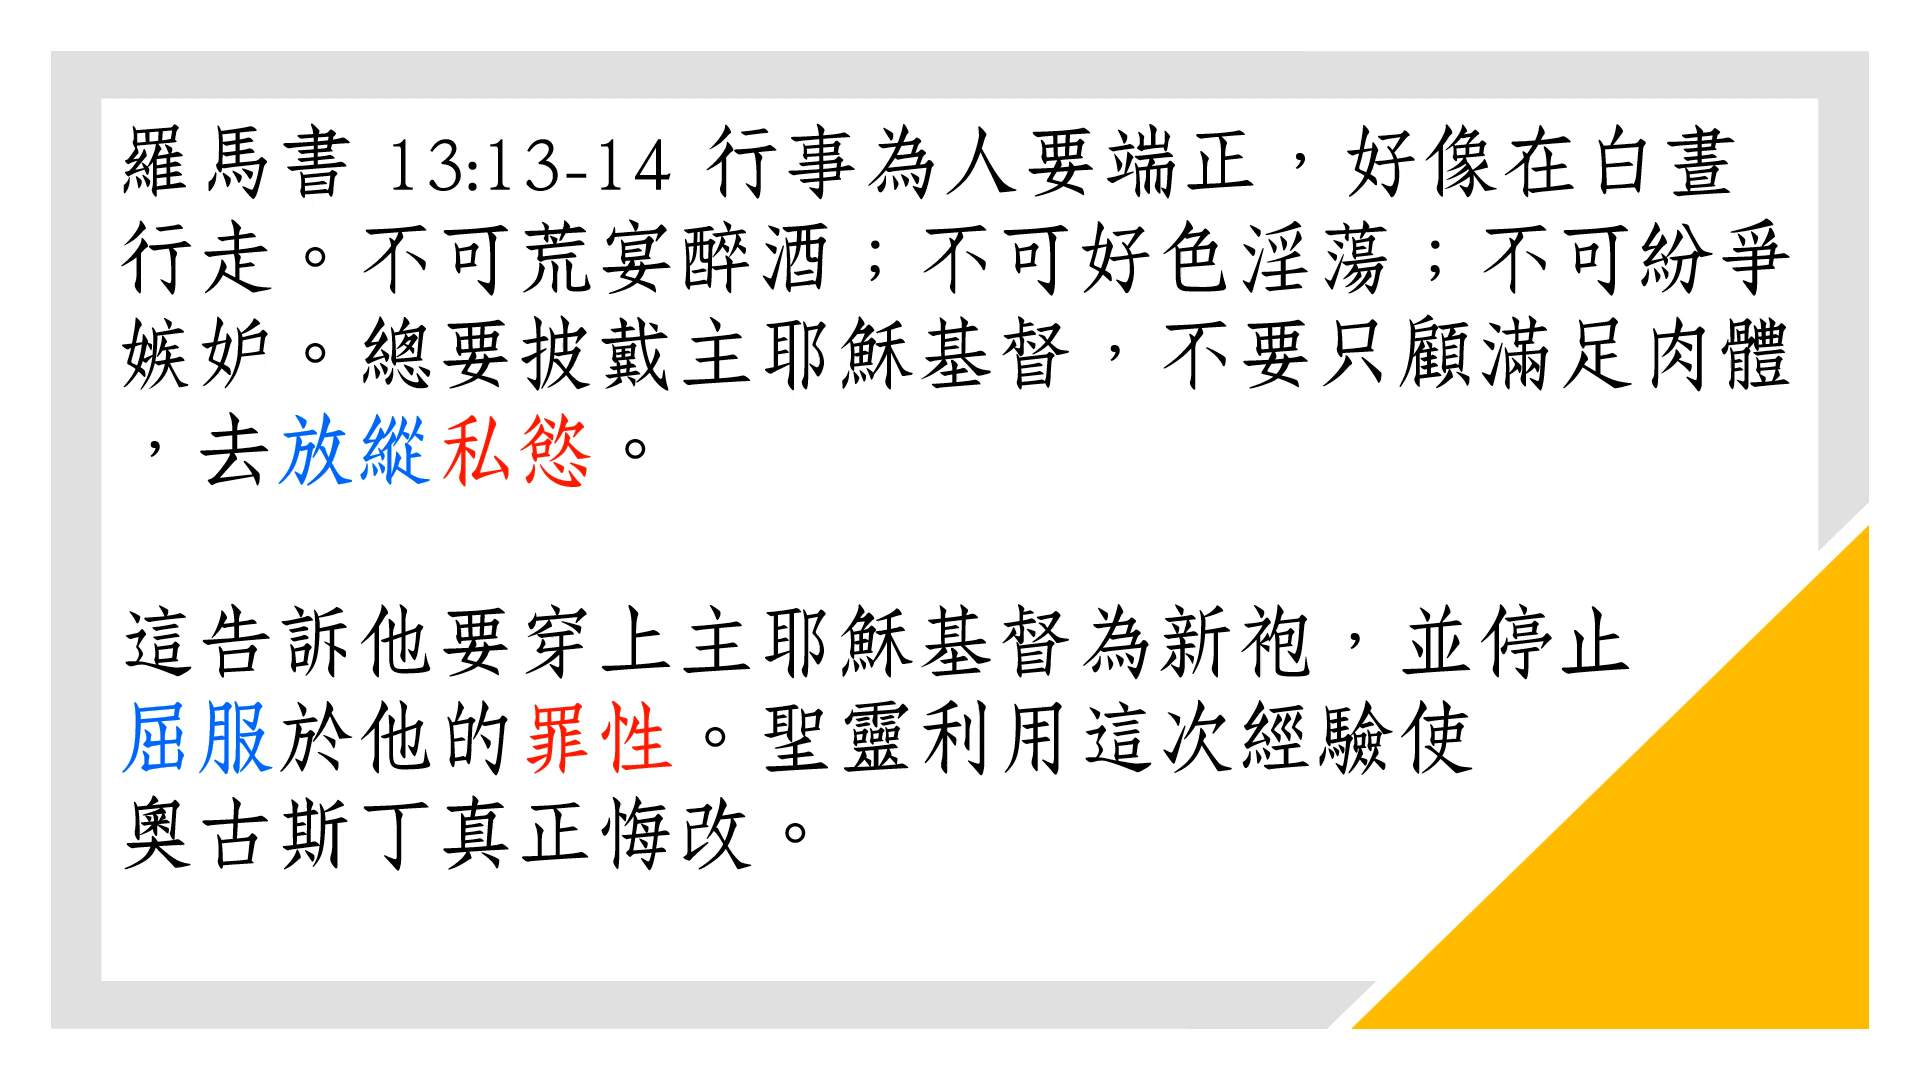 羅馬書 13:13-14 行事為人要端正，好像在白晝
行走。不可荒宴醉酒；不可好色淫蕩；不可紛爭
嫉妒。總要披戴主耶穌基督，不要只顧滿足肉體
，去放縱私慾。
這告訴他要穿上主耶穌基督為新袍，並停止
屈服於他的罪性。聖靈利用這次經驗使
奧古斯丁真正悔改。